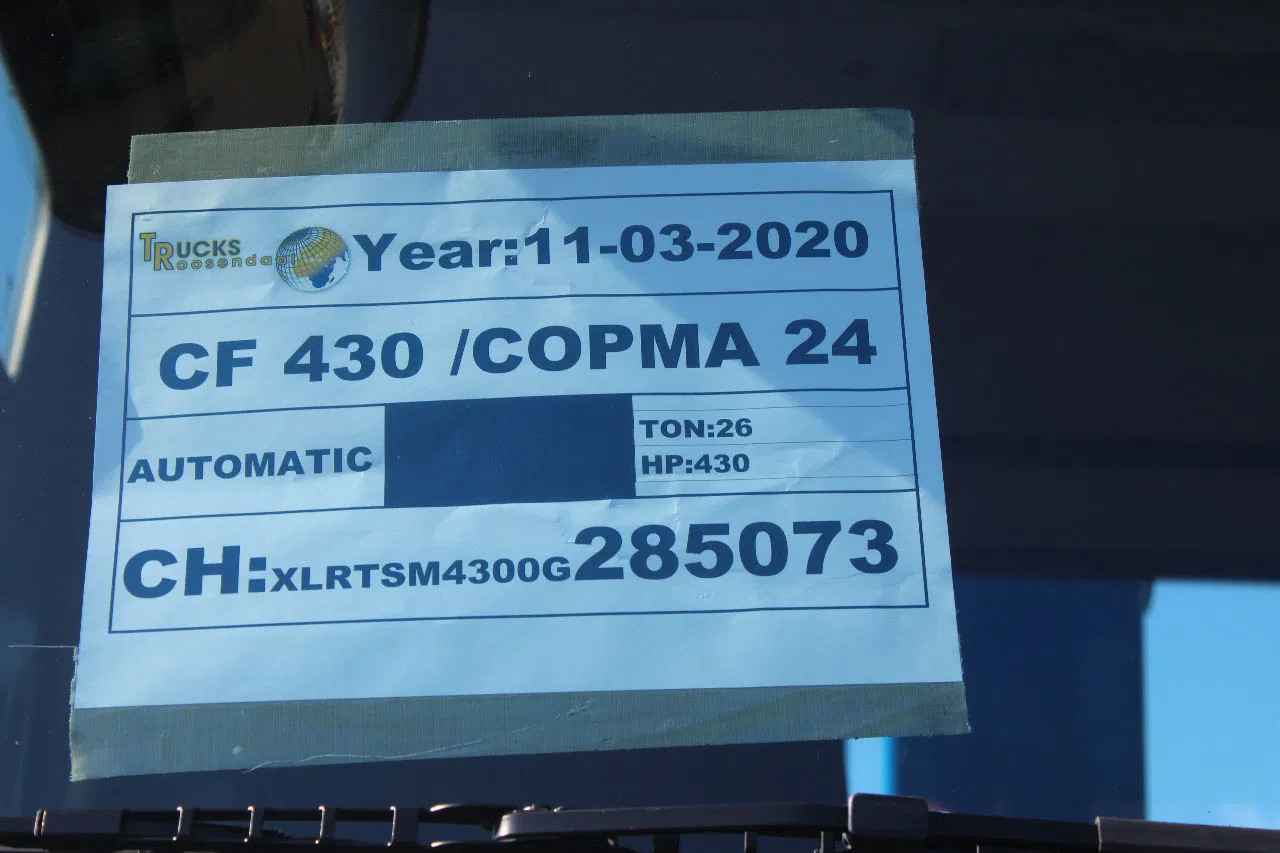 TRUCKS
Roosendaal
Year:11-03-2020
CF 430 /COPMA 24
AUTOMATIC
TON:26
HP:430
CH:XLRTSM4300G285073